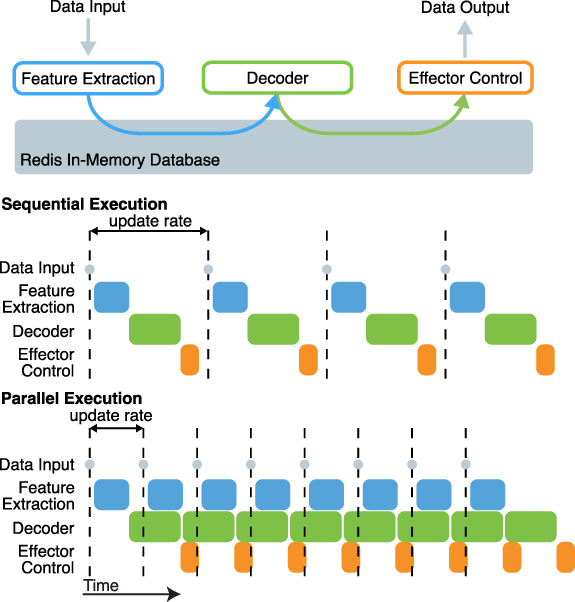 Data Input
Data Output
Feature Extraction
Decoder
Effector Control
Redis In-Memory Database
Sequential Execution
update rate
Data Input
Feature
Extraction
Decoder
Effector
Control
Parallel Execution
update rate
Data Input
Feature
Extraction
Decoder
Effector
Control
Time